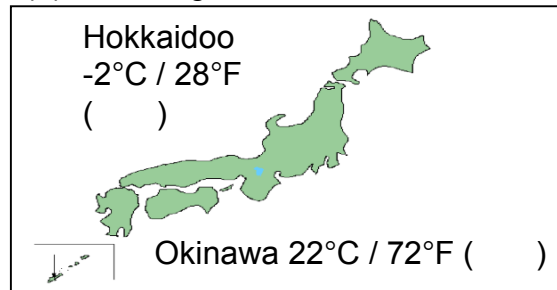 Hokkaidoo
-2°C / 28°F
(      )
Okinawa 22°C / 72°F (      )